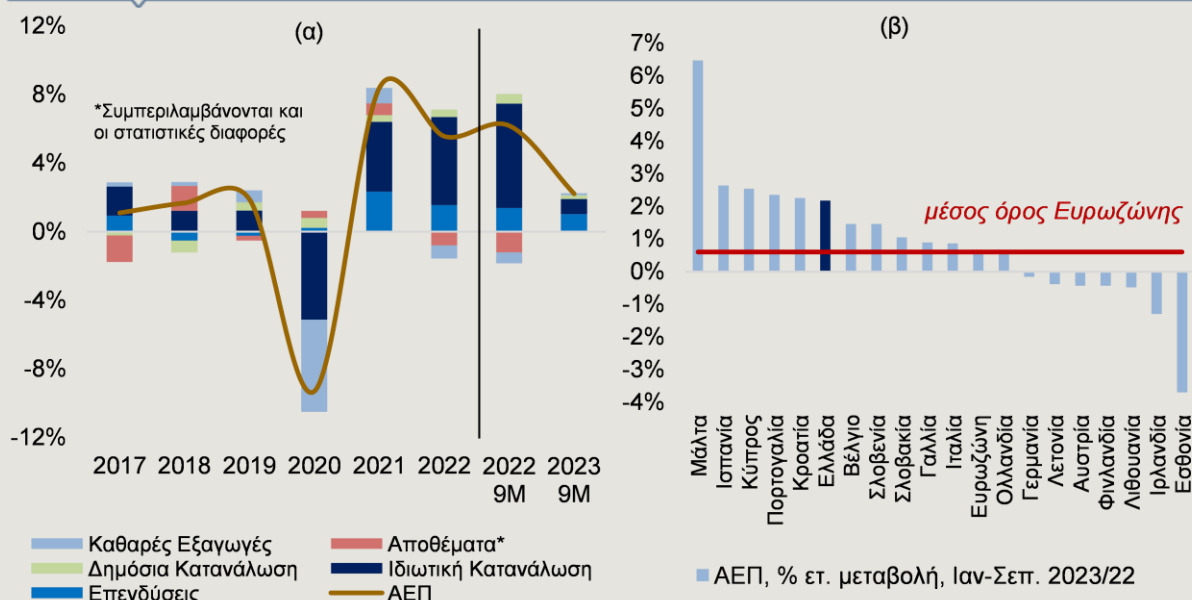 (α)
12%
8%
4%
0%
-4%
-8%
-12%
*Συμπεριλαμβάνονται και
οι στατιστικές διαφορές
2017 2018 2019 2020 2021 2022 2022 2023
9M 9M
Καθαρές Εξαγωγές Αποθέματα*
Δημόσια Κατανάλωση Ιδιωτική Κατανάλωση
Επενδύσεις ΑΕΠ
(β)
7%
6%
5%
4%
3%
2%
1%
0%
-1%
-2%
-3%
-4%
μέσος όρος Ευρωζώνης
Μάλτα
Ισπανία
Κύπρος
Πορτογαλία
Κροατία
Ελλάδα
Βέλγιο
Σλοβενία
Σλοβακία
Γαλλία
Ιταλία
Ευρωζώνη
Ολλανδία
Γερμανία
Λετονία
Αυστρία
Φινλανδία
Λιθουανία
Ιρλανδία
Εσθονία
ΑΕΠ, % ετ. μεταβολή, Ιαν-Σεπ. 2023/22